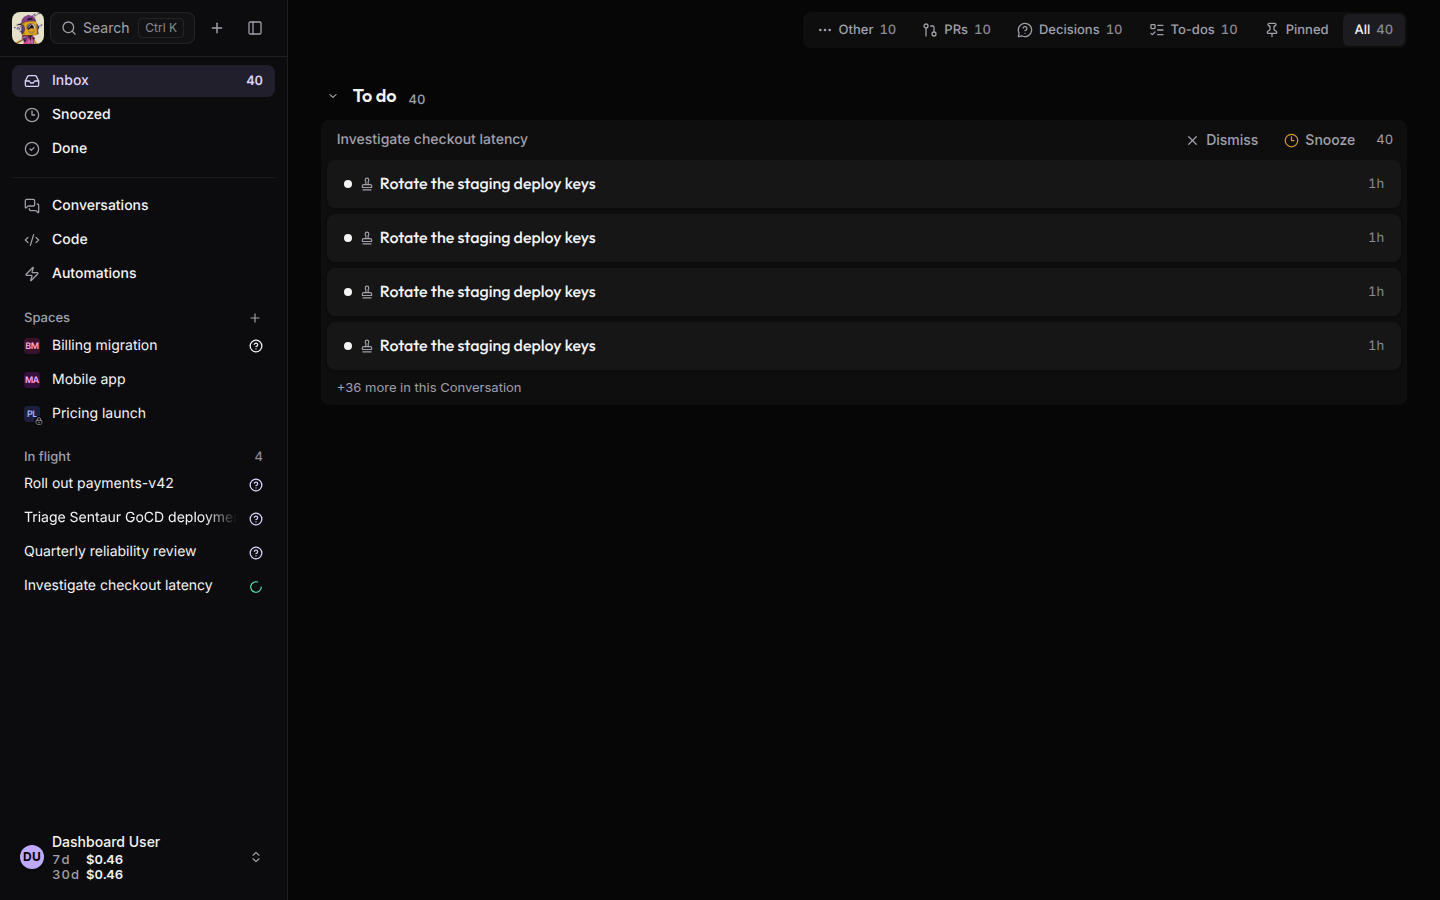 Search Ctrl K
Inbox 40
Snoozed
Done
Conversations
Code
Automations
Spaces
BM Billing migration
MA Mobile app
PL Pricing launch
In flight 4
Roll out payments-v42
Triage Sentaur GoCD deployme
Quarterly reliability review
Investigate checkout latency
DU Dashboard User
7d $0.46
30d $0.46
Other 10 PRs 10 Decisions 10 To-dos 10 Pinned All 40
To do 40
Investigate checkout latency Dismiss Snooze 40
Rotate the staging deploy keys 1h
Rotate the staging deploy keys 1h
Rotate the staging deploy keys 1h
Rotate the staging deploy keys 1h
+36 more in this Conversation